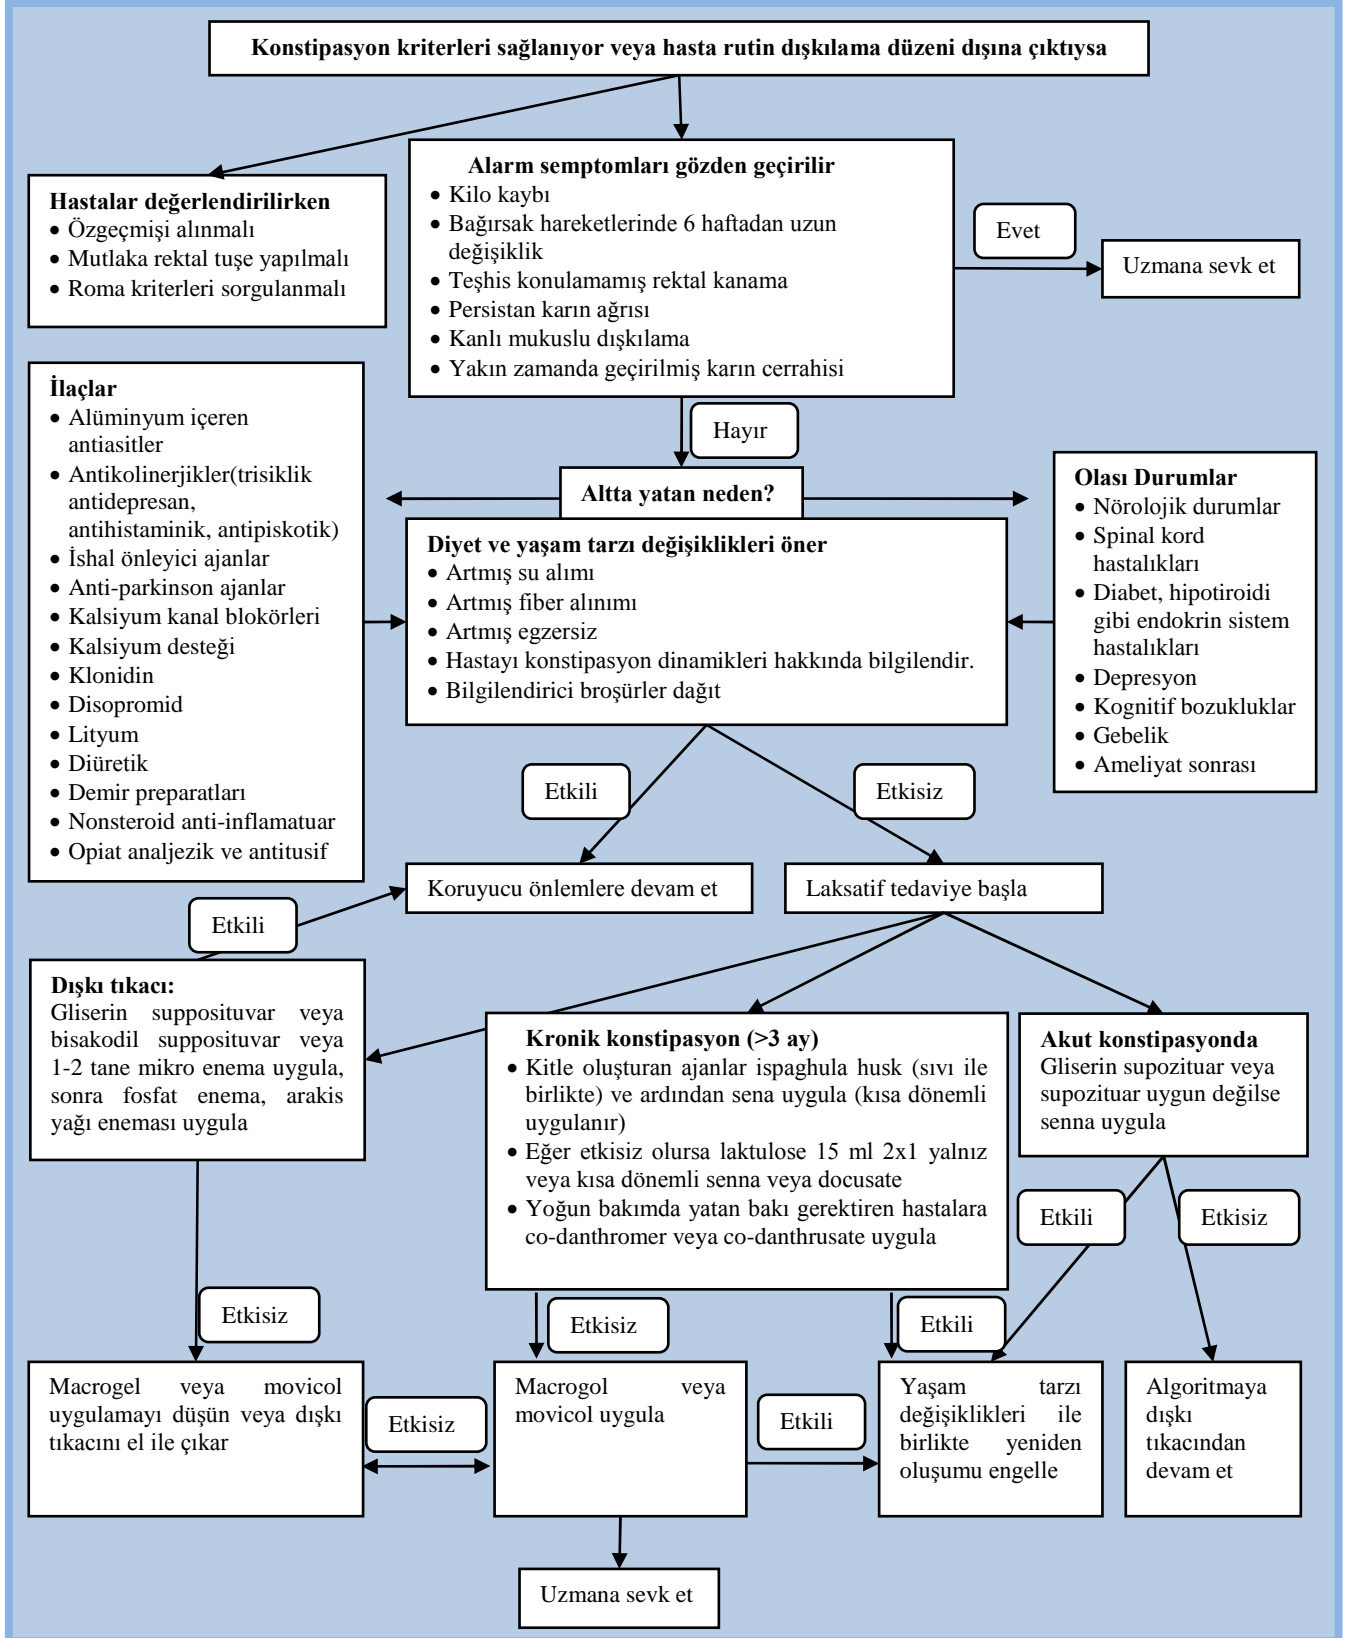 Konstipasyon kriterleri sağlanıyor veya hasta rutin dışkılama düzeni dışına çıktıysa
Hastalar değerlendirilirken
• Özgeçmişi alınmalı
• Mutlaka rektal tuşe yapılmalı
• Roma kriterleri sorgulanmalı
Alarm semptomları gözden geçirilir
• Kilo kaybı
• Bağırsak hareketlerinde 6 haftadan uzun
değişiklik
• Teşhis konulamamış rektal kanama
• Persistan karın ağrısı
• Kanlı mukuslu dışkılama
• Yakın zamanda geçirilmiş karın cerrahisi
Evet
Uzmana sevk et
Hayır
İlaçlar
• Alüminyum içeren
antiasitler
• Antikolinerjikler(trisiklik
antidepresan,
antihistaminik, antipiskotik)
• İshal önleyici ajanlar
• Anti-parkinson ajanlar
• Kalsiyum kanal blokörleri
• Kalsiyum desteği
• Klonidin
• Disopromid
• Lityum
• Diüretik
• Demir preparatları
• Nonsteroid anti-inflamatuar
• Opiat analjezik ve antitusif
Altta yatan neden?
Diyet ve yaşam tarzı değişiklikleri öner
• Artmış su alımı
• Artmış fiber alınımı
• Artmış egzersiz
• Hastayı konstipasyon dinamikleri hakkında bilgilendir.
• Bilgilendirici broşürler dağıt
Olası Durumlar
• Nörolojik durumlar
• Spinal kord
hastalıkları
• Diabet, hipotiroidi
gibi endokrin sistem
hastalıkları
• Depresyon
• Kognitif bozukluklar
• Gebelik
• Ameliyat sonrası
Etkili
Etkisiz
Koruyucu önlemlere devam et
Laksatif tedaviye başla
Etkili
Dışkı tıkacı:
Gliserin supposituvar veya
bisakodil supposituvar veya
1-2 tane mikro enema uygula,
sonra fosfat enema, arakis
yağı eneması uygula
Kronik konstipasyon (>3 ay)
• Kitle oluşturan ajanlar ispaghula husk (sıvı ile
birlikte) ve ardından sena uygula (kısa dönemli
uygulanır)
• Eğer etkisiz olursa laktulose 15 ml 2x1 yalnız
veya kısa dönemli senna veya docusate
• Yoğun bakımda yatan bakı gerektiren hastalara
co-danthromer veya co-danthrusate uygula
Akut konstipasyonda
Gliserin supozituar veya
supozituar uygun değilse
senna uygula
Etkili
Etkisiz
Etkisiz
Etkisiz
Etkili
Macrogel veya movicol
uygulamayı düşün veya dışkı
tıkacını el ile çıkar
Etkisiz
Macrogol veya
movicol uygula
Etkili
Yaşam tarzı
değişiklikleri ile
birlikte yeniden
oluşumu engelle
Algoritmaya
dışkı
tıkacından
devam et
Uzmana sevk et